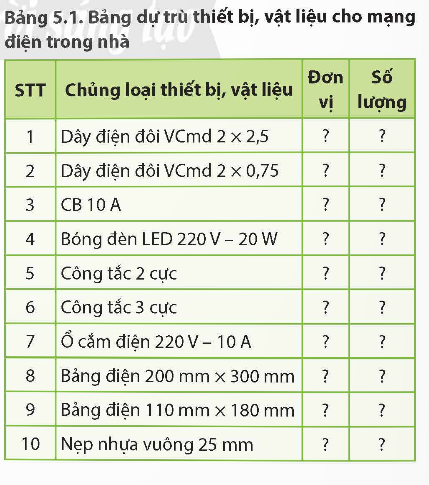 Bảng 5.1. Bảng dự trù thiết bị, vật liệu cho mạng
điện trong nhà
STT Chủng loại thiết bị, vật liệu Đơn vị Số lượng
1 Dây điện đôi VCmd 2 × 2,5 ? ?
2 Dây điện đôi VCmd 2 × 0,75 ? ?
3 CB 10 A ? ?
4 Bóng đèn LED 220 V – 20 W ? ?
5 Công tắc 2 cực ? ?
6 Công tắc 3 cực ? ?
7 Ổ cắm điện 220 V – 10 A ? ?
8 Bảng điện 200 mm × 300 mm ? ?
9 Bảng điện 110 mm × 180 mm ? ?
10 Nẹp nhựa vuông 25 mm ? ?